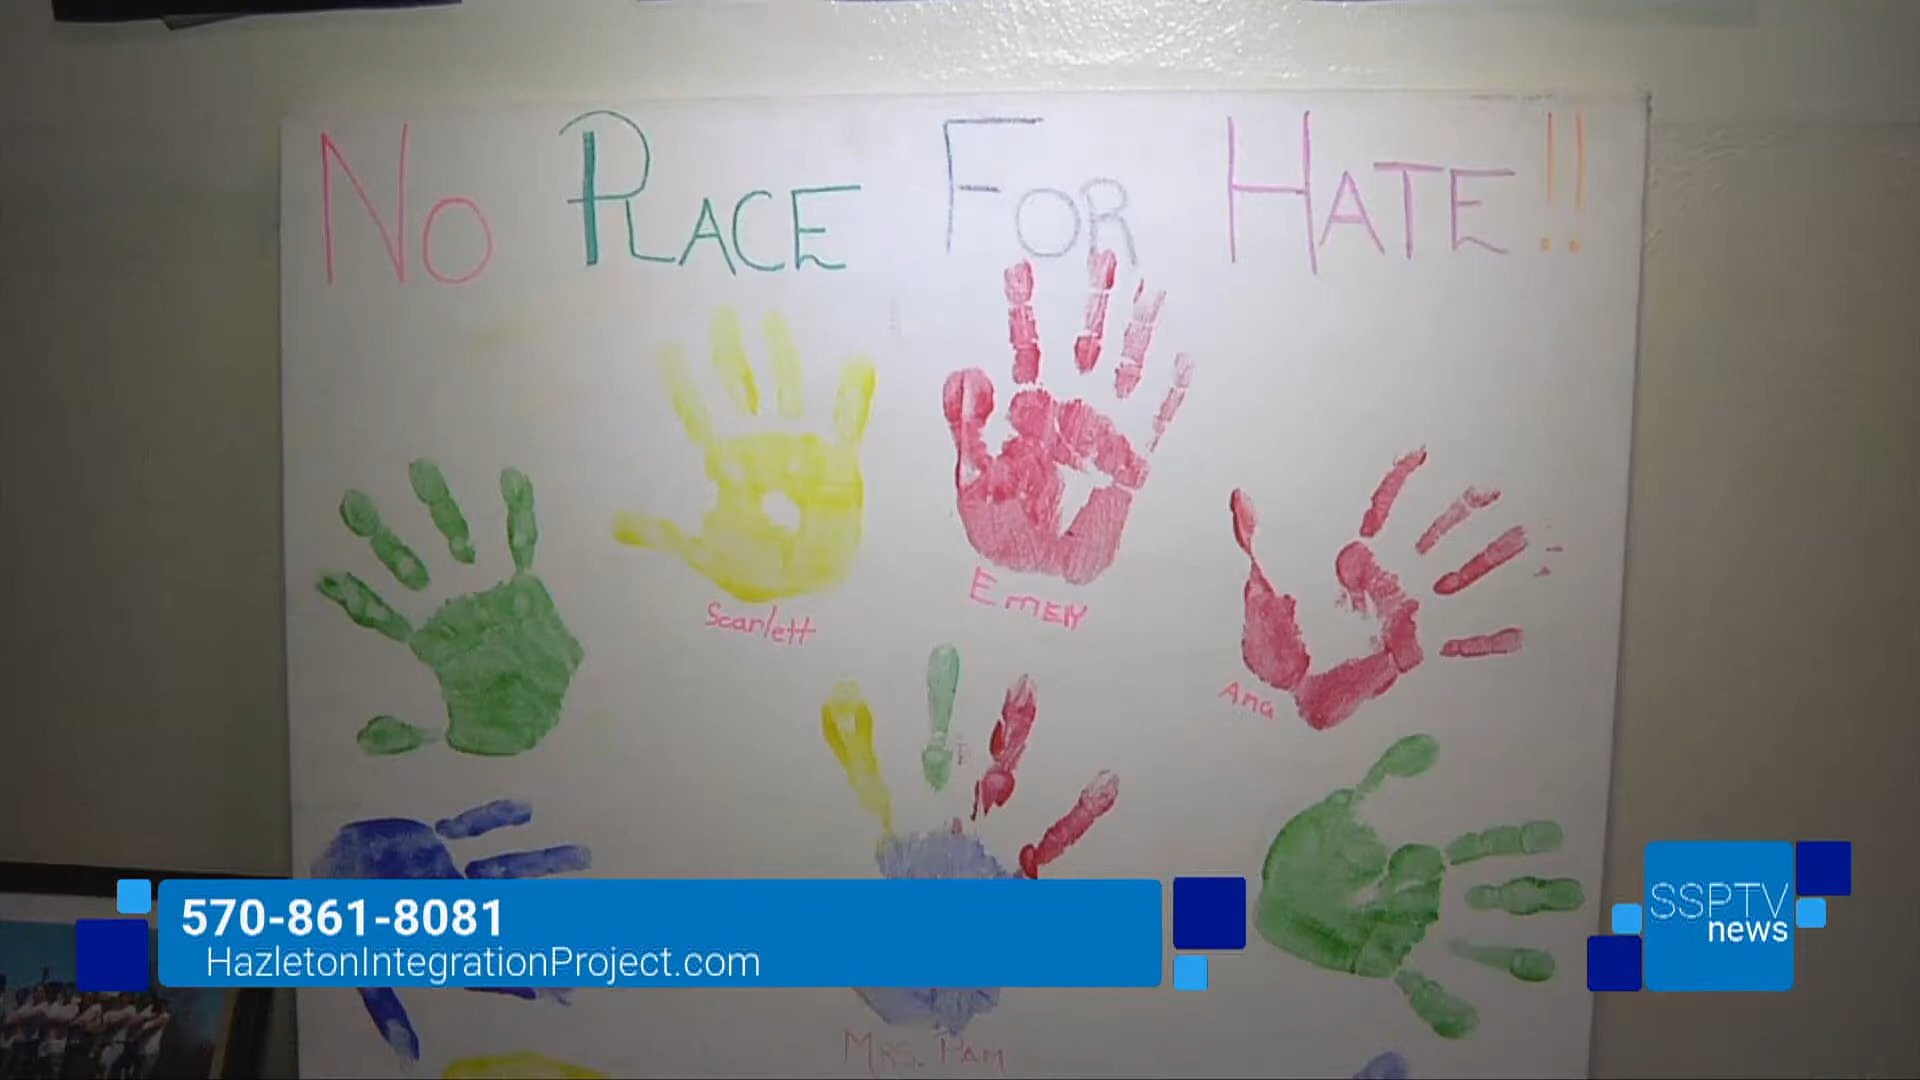 No PLACE FOR HATE!!
Scarlett
EmELY
Ana
MRS. PAM
570-861-8081
HazletonIntegrationProject.com
SSPTV
news